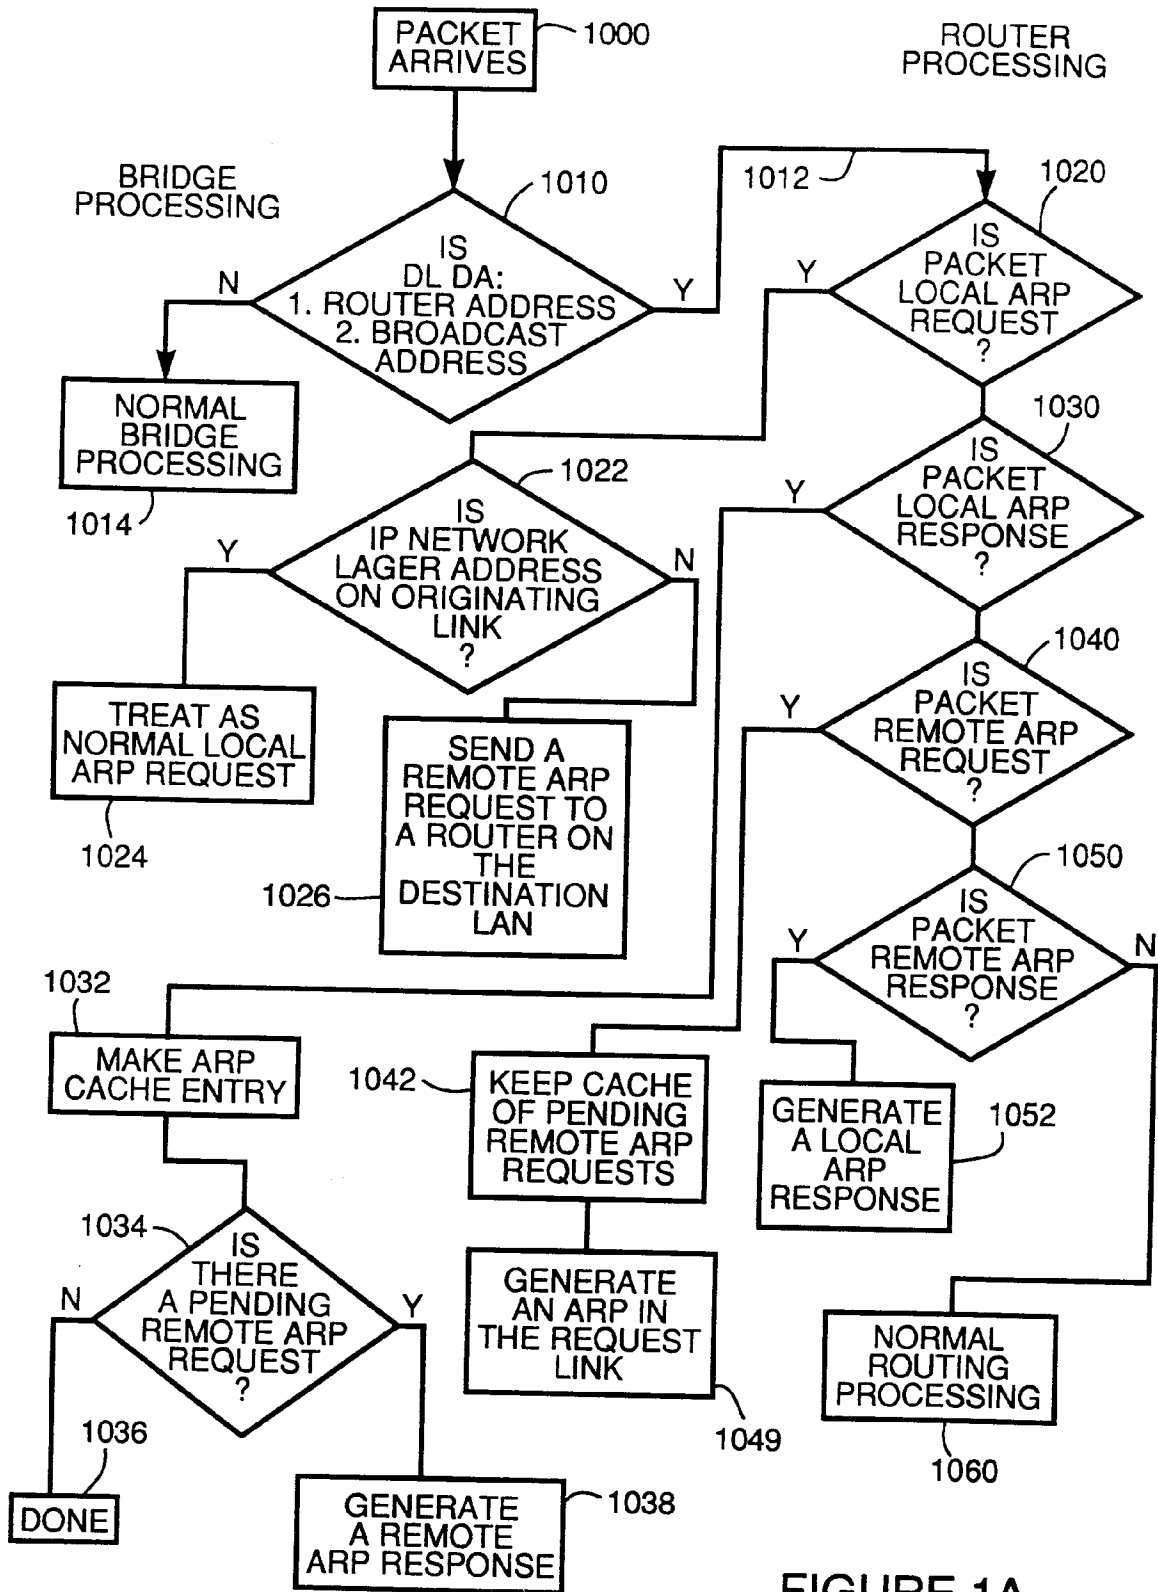 PACKET
ARRIVES
1000
ROUTER
PROCESSING
BRIDGE
PROCESSING
1010
1012
1020
IS
DL DA:
1. ROUTER ADDRESS
2. BROADCAST
ADDRESS
N
Y
IS
PACKET
LOCAL ARP
REQUEST
?
Y
NORMAL
BRIDGE
PROCESSING
1014
1022
IS
IP NETWORK
LAGER ADDRESS
ON ORIGINATING
LINK
?
Y
N
1030
IS
PACKET
LOCAL ARP
RESPONSE
?
Y
TREAT AS
NORMAL LOCAL
ARP REQUEST
1024
SEND A
REMOTE ARP
REQUEST TO
A ROUTER ON
THE
DESTINATION
LAN
1026
1040
IS
PACKET
REMOTE ARP
REQUEST
?
Y
1050
IS
PACKET
REMOTE ARP
RESPONSE
?
Y
N
1032
MAKE ARP
CACHE ENTRY
1042
KEEP CACHE
OF PENDING
REMOTE ARP
REQUESTS
GENERATE
A LOCAL
ARP
RESPONSE
1052
1034
IS
THERE
A PENDING
REMOTE ARP
REQUEST
?
N
Y
GENERATE
AN ARP IN
THE REQUEST
LINK
1049
NORMAL
ROUTING
PROCESSING
1060
1036
DONE
GENERATE
A REMOTE
ARP RESPONSE
1038
FIGURE 1A